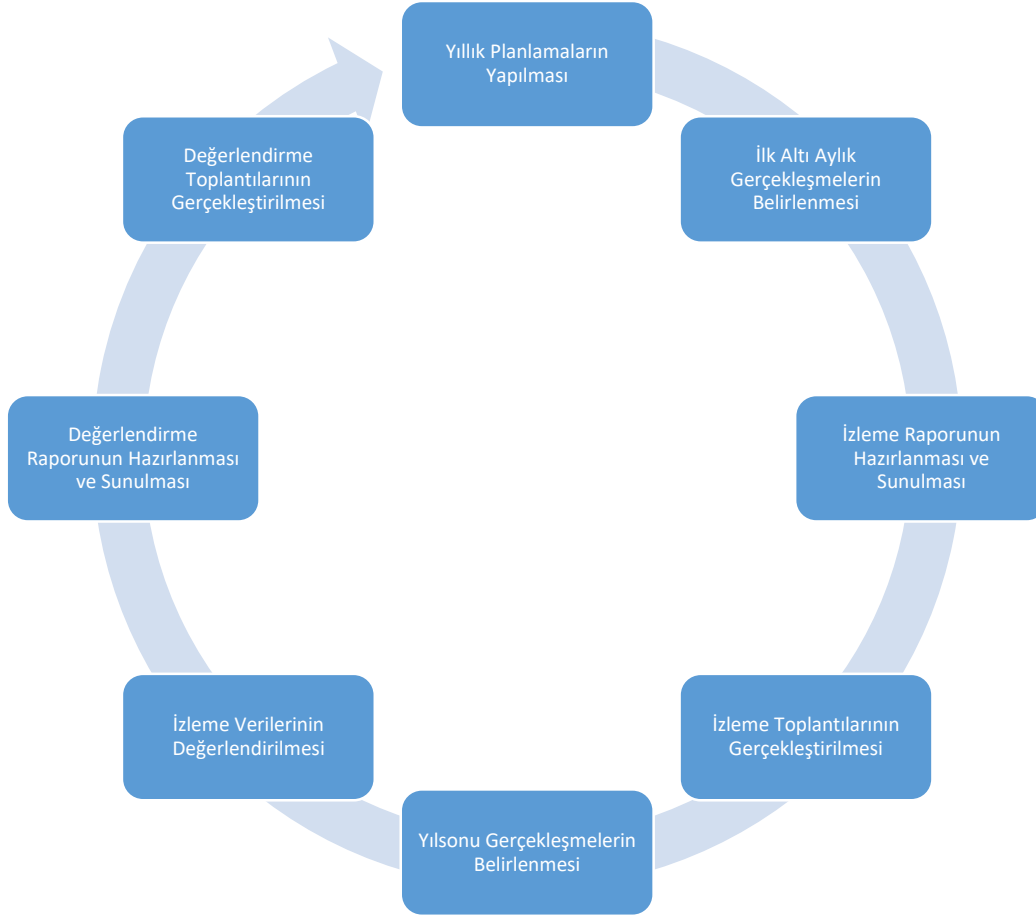 Yıllık Planlamaların
Yapılması
İlk Altı Aylık
Gerçekleşmelerin
Belirlenmesi
İzleme Raporunun
Hazırlanması ve
Sunulması
İzleme Toplantılarının
Gerçekleştirilmesi
Yılsonu Gerçekleşmelerin
Belirlenmesi
İzleme Verilerinin
Değerlendirilmesi
Değerlendirme
Raporunun Hazırlanması
ve Sunulması
Değerlendirme
Toplantılarının
Gerçekleştirilmesi